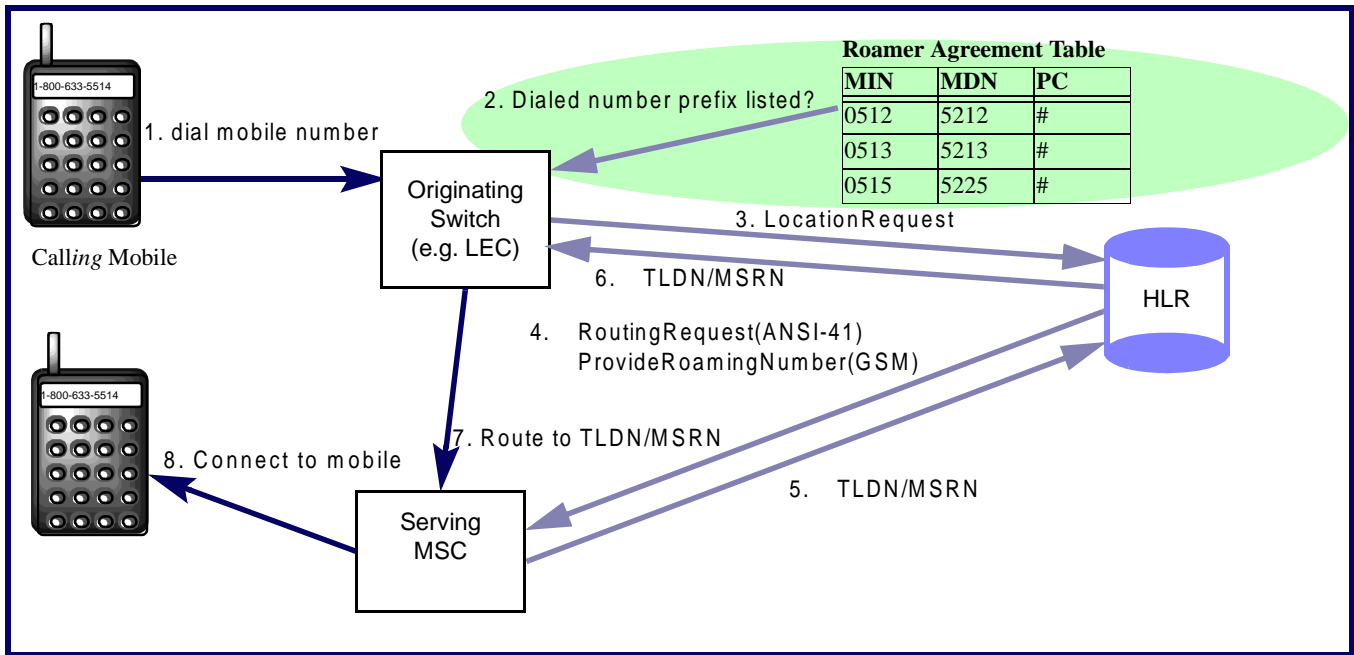 Roamer Agreement Table
MIN MDN PC
0512 5212 #
0513 5213 #
0515 5225 #
1-800-633-5514
2. Dialed number prefix listed?
1. dial mobile number
Originating
Switch
(e.g. LEC)
3. LocationRequest
Calling Mobile
6. TLDN/MSRN
HLR
4. RoutingRequest(ANSI-41)
ProvideRoamingNumber(GSM)
1-800-633-5514
7. Route to TLDN/MSRN
8. Connect to mobile
5. TLDN/MSRN
Serving
MSC